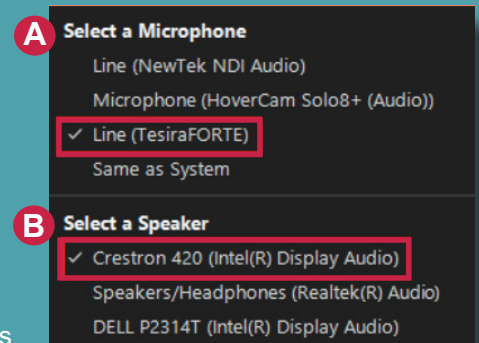 A Select a Microphone
Line (NewTek NDI Audio)
Microphone (HoverCam Solo8+ (Audio))
✓ Line (TesiraFORTE)
Same as System
B Select a Speaker
✓ Crestron 420 (Intel(R) Display Audio)
Speakers/Headphones (Realtek(R) Audio)
DELL P2314T (Intel(R) Display Audio)